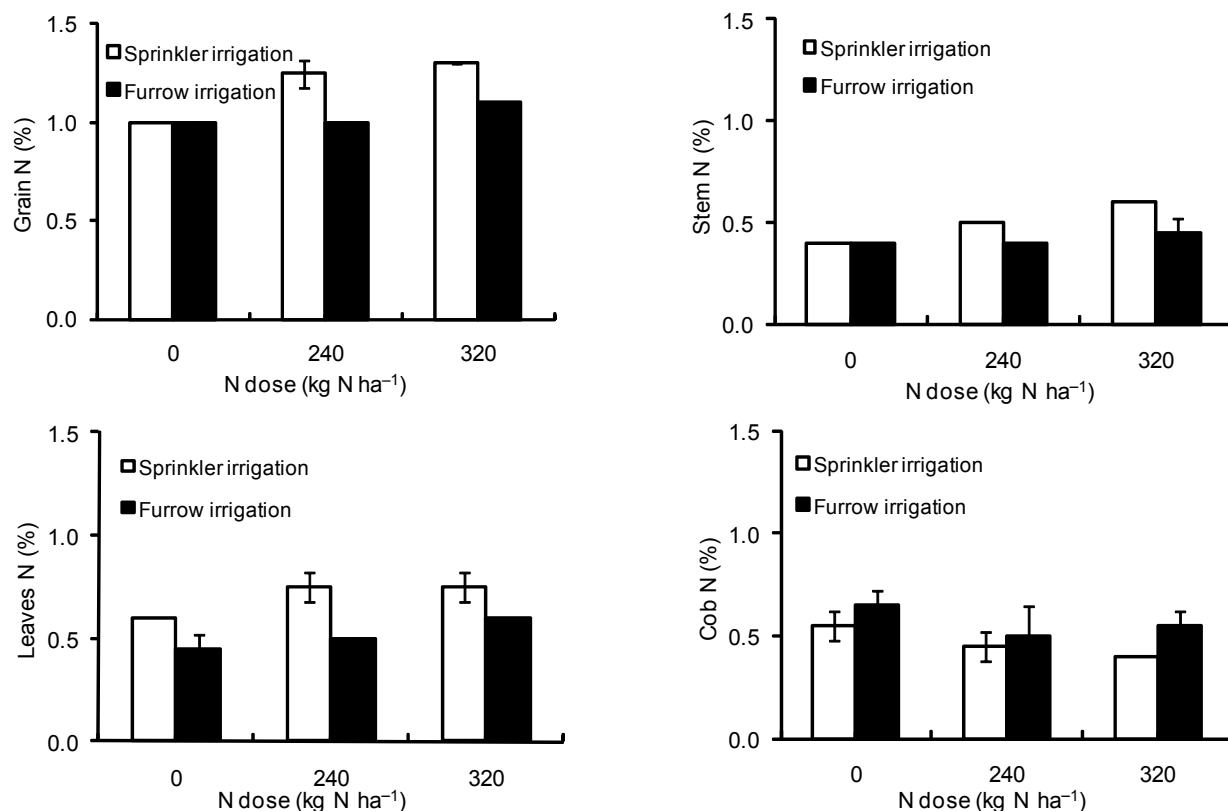 1.5
Sprinkler irrigation
Furrow irrigation
1.0
0.5
0.0
Grain N (%)
0 240 320
N dose (kg N ha⁻¹)
1.5
Sprinkler irrigation
Furrow irrigation
1.0
0.5
0.0
Stem N (%)
0 240 320
N dose (kg N ha⁻¹)
1.5
Sprinkler irrigation
Furrow irrigation
1.0
0.5
0.0
Leaves N (%)
0 240 320
N dose (kg N ha⁻¹)
1.5
Sprinkler irrigation
Furrow irrigation
1.0
0.5
0.0
Cob N (%)
0 240 320
N dose (kg N ha⁻¹)